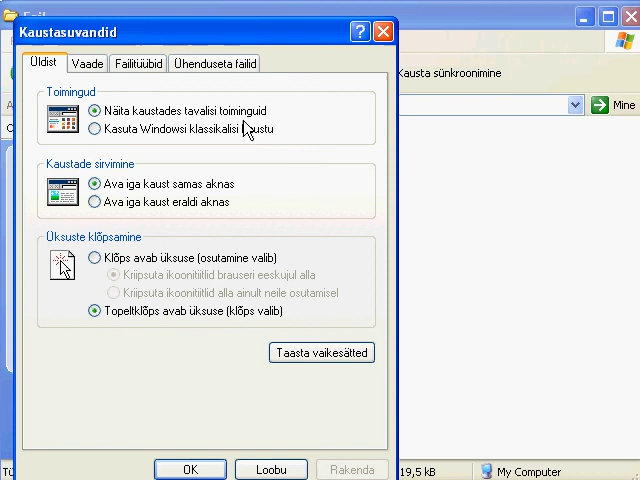 Kaustasuvandid
Üldist
Vaade
Failitüübid
Ühenduseta failid
Kausta sünkroonimine
Toimingud
Näita kaustades tavalisi toiminguid
Mine
Kasuta Windowsi klassikalisi
Kaustade sirvimine
Ava iga kaust samas aknas
Ava iga kaust eraldi aknas
Üksuste klõpsamine
Klõps avab üksuse (osutamine valib)
Kriipsuta ikoonitiitlid brauseri eeskujul alla
Kriipsuta ikoonitiitlid alla ainult neile osutamisel
Topeltklõps avab üksuse (klõps valib)
Taasta vaikesätted
OK
Loobu
Rakenda
19,5 kB
My Computer